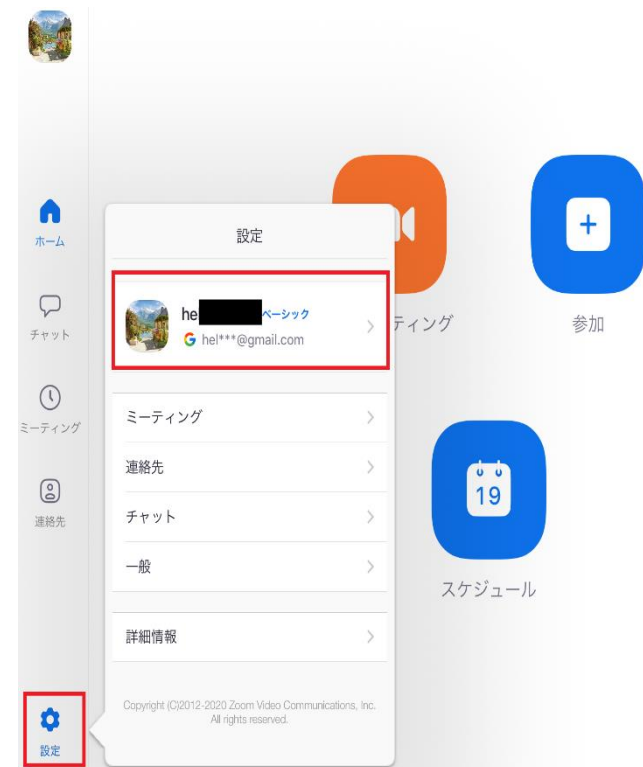 ホーム
チャット
ミーティング
連絡先
設定
設定
he
ベーシック
hel***@gmail.com
ミーティング
連絡先
チャット
一般
詳細情報
Copyright (C)2012-2020 Zoom Video Communications, Inc.
All rights reserved.
ティング
参加
19
スケジュール